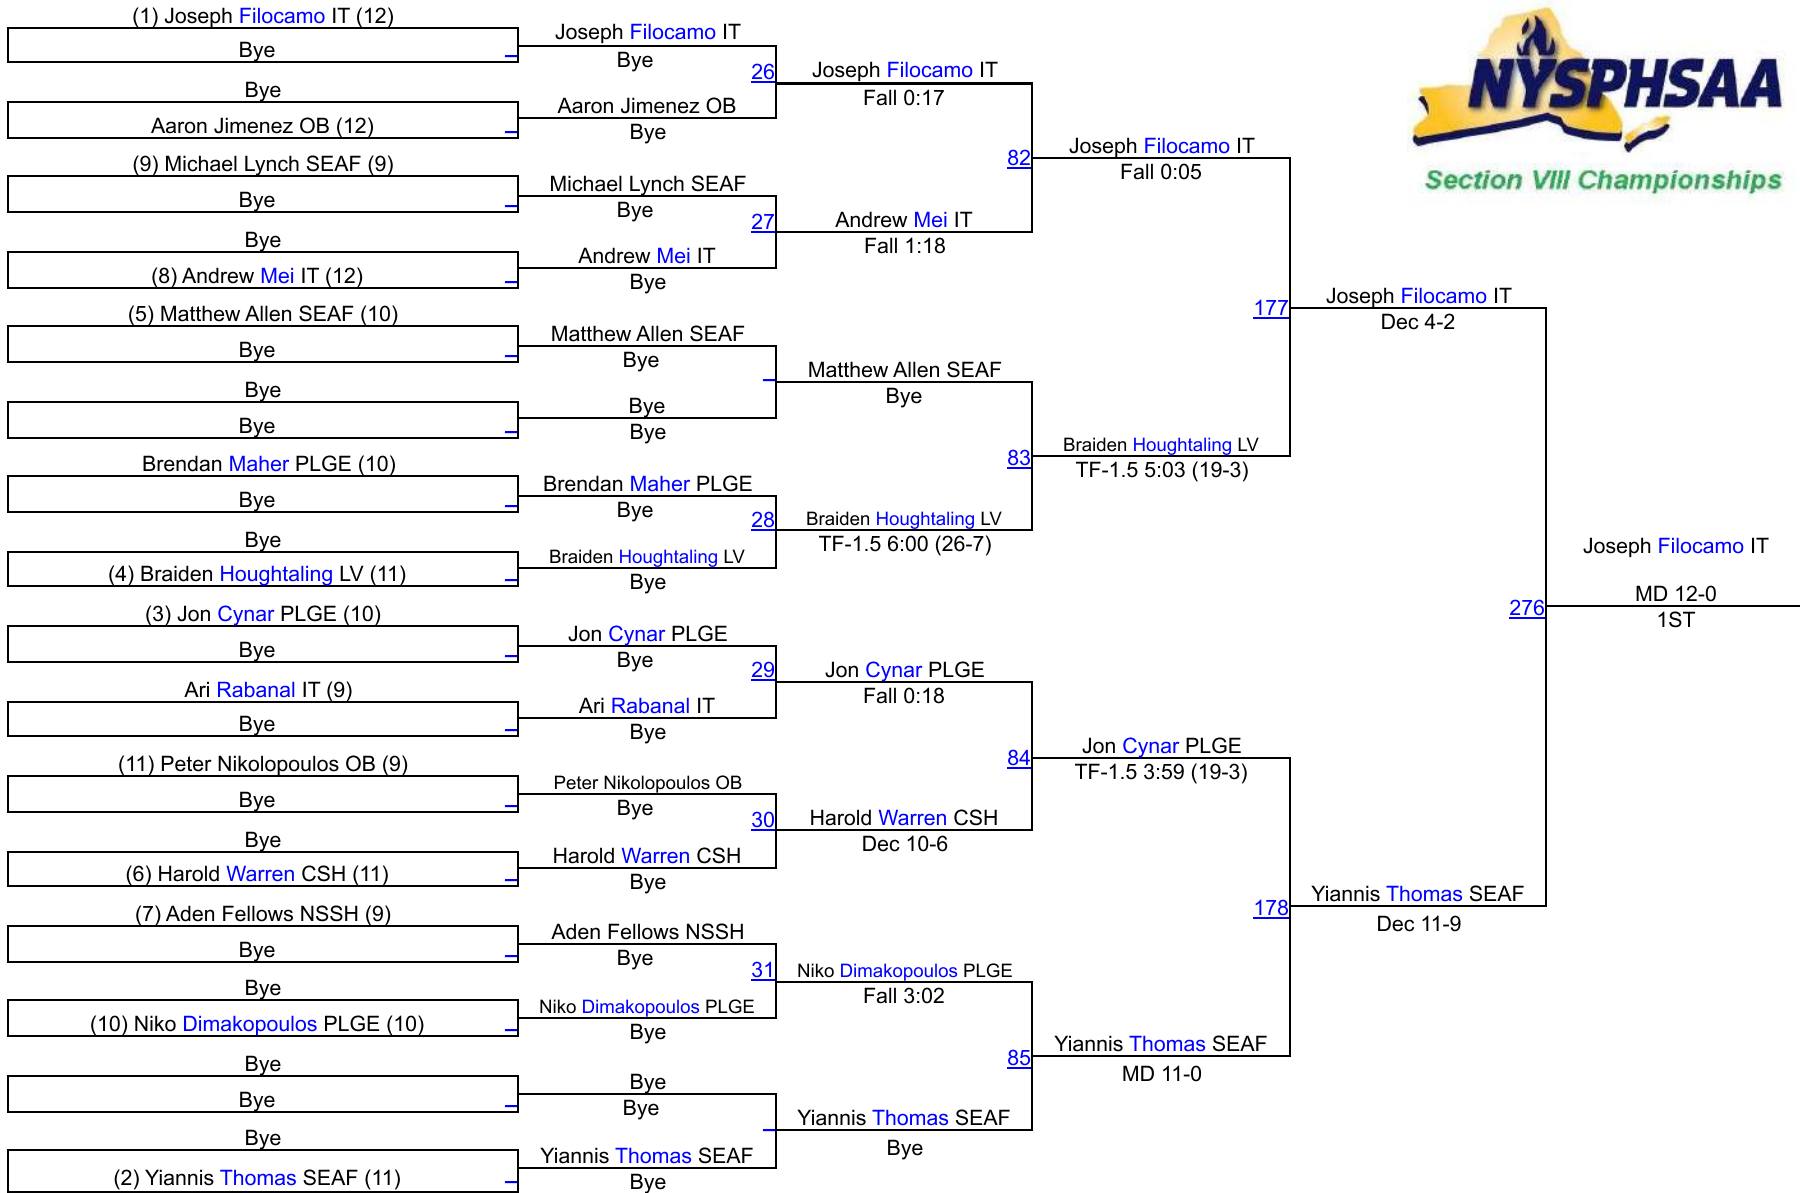 (1) Joseph Filocamo IT (12)
Bye
Bye
Aaron Jimenez OB (12)
(9) Michael Lynch SEAF (9)
Bye
Bye
(8) Andrew Mei IT (12)
(5) Matthew Allen SEAF (10)
Bye
Bye
Bye
Brendan Maher PLGE (10)
Bye
Bye
(4) Braiden Houghtaling LV (11)
(3) Jon Cynar PLGE (10)
Bye
Ari Rabanal IT (9)
Bye
(11) Peter Nikolopoulos OB (9)
Bye
Bye
(6) Harold Warren CSH (11)
(7) Aden Fellows NSSH (9)
Bye
Bye
(10) Niko Dimakopoulos PLGE (10)
Bye
Bye
Bye
(2) Yiannis Thomas SEAF (11)
Joseph Filocamo IT
Bye
26
Aaron Jimenez OB
Bye
Michael Lynch SEAF
Bye
27
Andrew Mei IT
Bye
Matthew Allen SEAF
Bye
Bye
Bye
Brendan Maher PLGE
Bye
28
Braiden Houghtaling LV
Bye
Jon Cynar PLGE
Bye
29
Ari Rabanal IT
Bye
Peter Nikolopoulos OB
Bye
30
Harold Warren CSH
Bye
Aden Fellows NSSH
Bye
31
Niko Dimakopoulos PLGE
Bye
Bye
Bye
Yiannis Thomas SEAF
Bye
Joseph Filocamo IT
Fall 0:17
82
Andrew Mei IT
Fall 1:18
Matthew Allen SEAF
Bye
83
Braiden Houghtaling LV
TF-1.5 6:00 (26-7)
Jon Cynar PLGE
Fall 0:18
84
Harold Warren CSH
Dec 10-6
Niko Dimakopoulos PLGE
Fall 3:02
85
Yiannis Thomas SEAF
Bye
Joseph Filocamo IT
Fall 0:05
177
Braiden Houghtaling LV
TF-1.5 5:03 (19-3)
Jon Cynar PLGE
TF-1.5 3:59 (19-3)
178
Yiannis Thomas SEAF
MD 11-0
Joseph Filocamo IT
Dec 4-2
276
Yiannis Thomas SEAF
Dec 11-9
Joseph Filocamo IT
MD 12-0
1ST
NYSPHSAA
Section VIII Championships